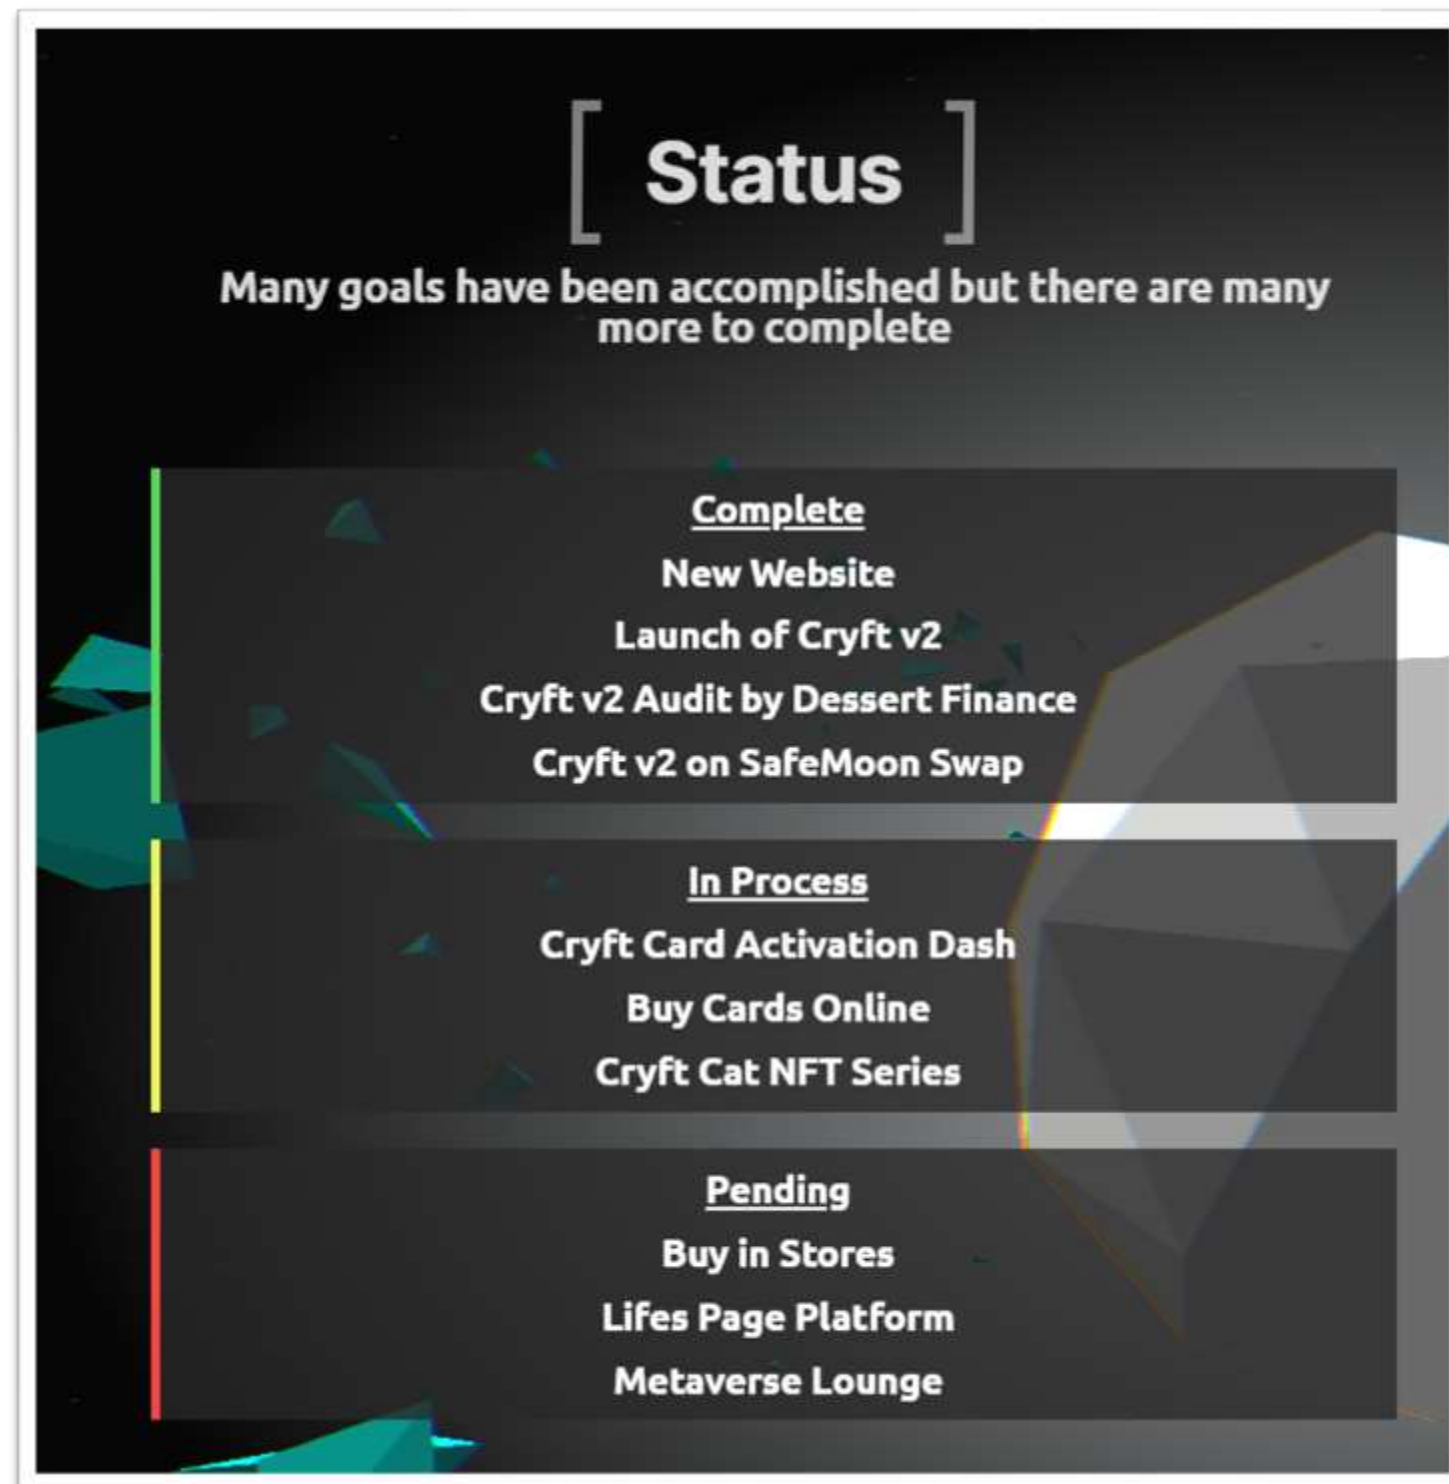 [ Status ]
Many goals have been accomplished but there are many
more to complete
Complete
New Website
Launch of Cryft v2
Cryft v2 Audit by Dessert Finance
Cryft v2 on SafeMoon Swap
In Process
Cryft Card Activation Dash
Buy Cards Online
Cryft Cat NFT Series
Pending
Buy in Stores
Lifes Page Platform
Metaverse Lounge